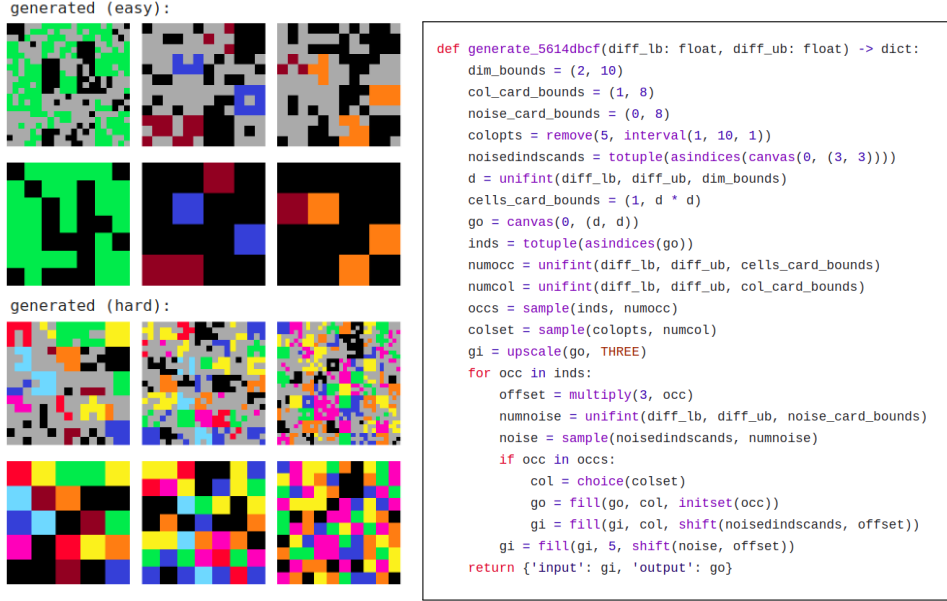 generated (easy):
generated (hard):
def generate_5614dbcf(diff_lb: float, diff_ub: float) -> dict:
    dim_bounds = (2, 10)
    col_card_bounds = (1, 8)
    noise_card_bounds = (0, 8)
    colopts = remove(5, interval(1, 10, 1))
    noisedindscands = totuple(asindices(canvas(0, (3, 3))))
    d = unifint(diff_lb, diff_ub, dim_bounds)
    cells_card_bounds = (1, d * d)
    go = canvas(0, (d, d))
    inds = totuple(asindices(go))
    numocc = unifint(diff_lb, diff_ub, cells_card_bounds)
    numcol = unifint(diff_lb, diff_ub, col_card_bounds)
    occs = sample(inds, numocc)
    colset = sample(colopts, numcol)
    gi = upscale(go, THREE)
    for occ in inds:
        offset = multiply(3, occ)
        numnoise = unifint(diff_lb, diff_ub, noise_card_bounds)
        noise = sample(noisedindscands, numnoise)
        if occ in occs:
            col = choice(colset)
            go = fill(go, col, initset(occ))
            gi = fill(gi, col, shift(noisedindscands, offset))
        gi = fill(gi, 5, shift(noise, offset))
    return {'input': gi, 'output': go}